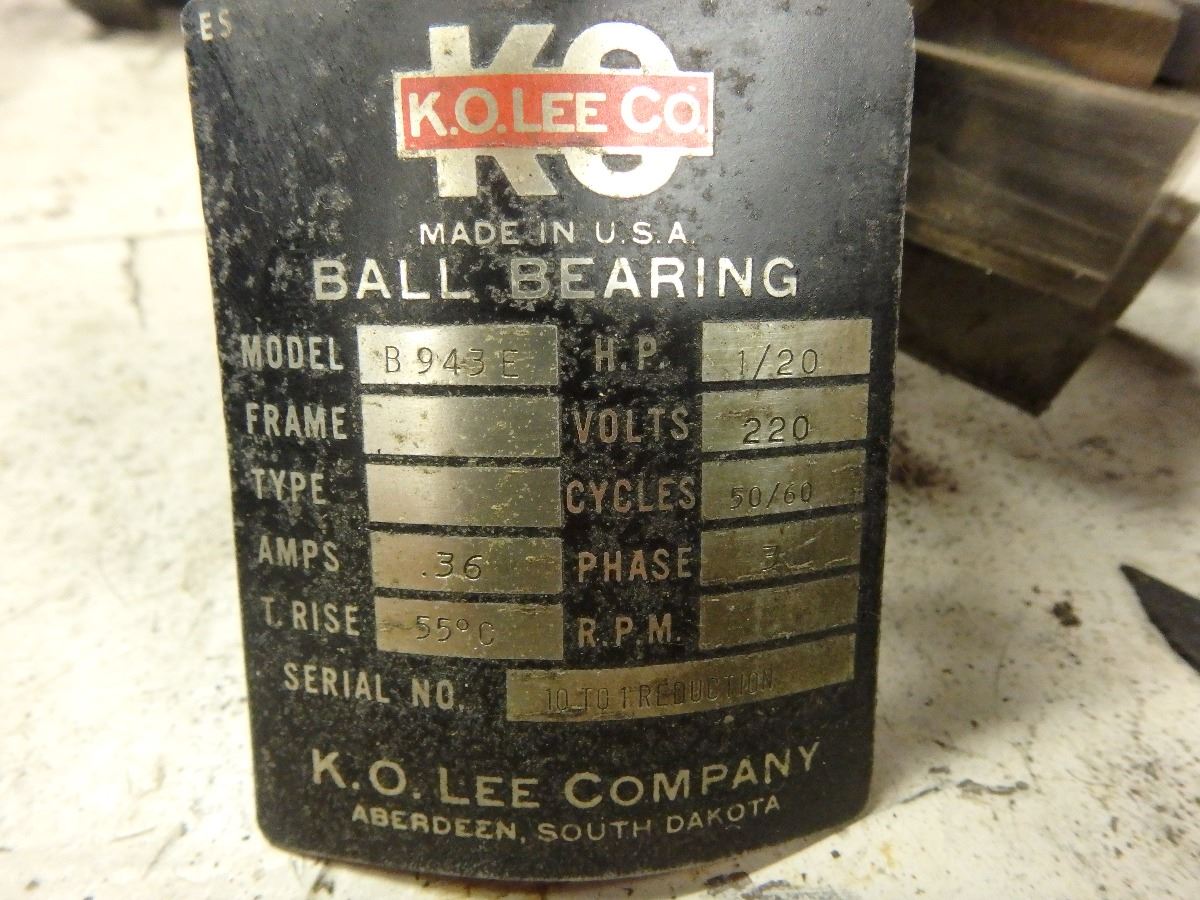 ES
KO
K.O. LEE CO.
MADE IN U.S.A.
BALL BEARING
MODEL B943E H.P. 1/20
FRAME VOLTS 220
TYPE CYCLES 50/60
AMPS .36 PHASE 3
T. RISE 55°C R.P.M.
SERIAL NO. 10 TO 1 REDUCTION
K.O. LEE COMPANY
ABERDEEN, SOUTH DAKOTA